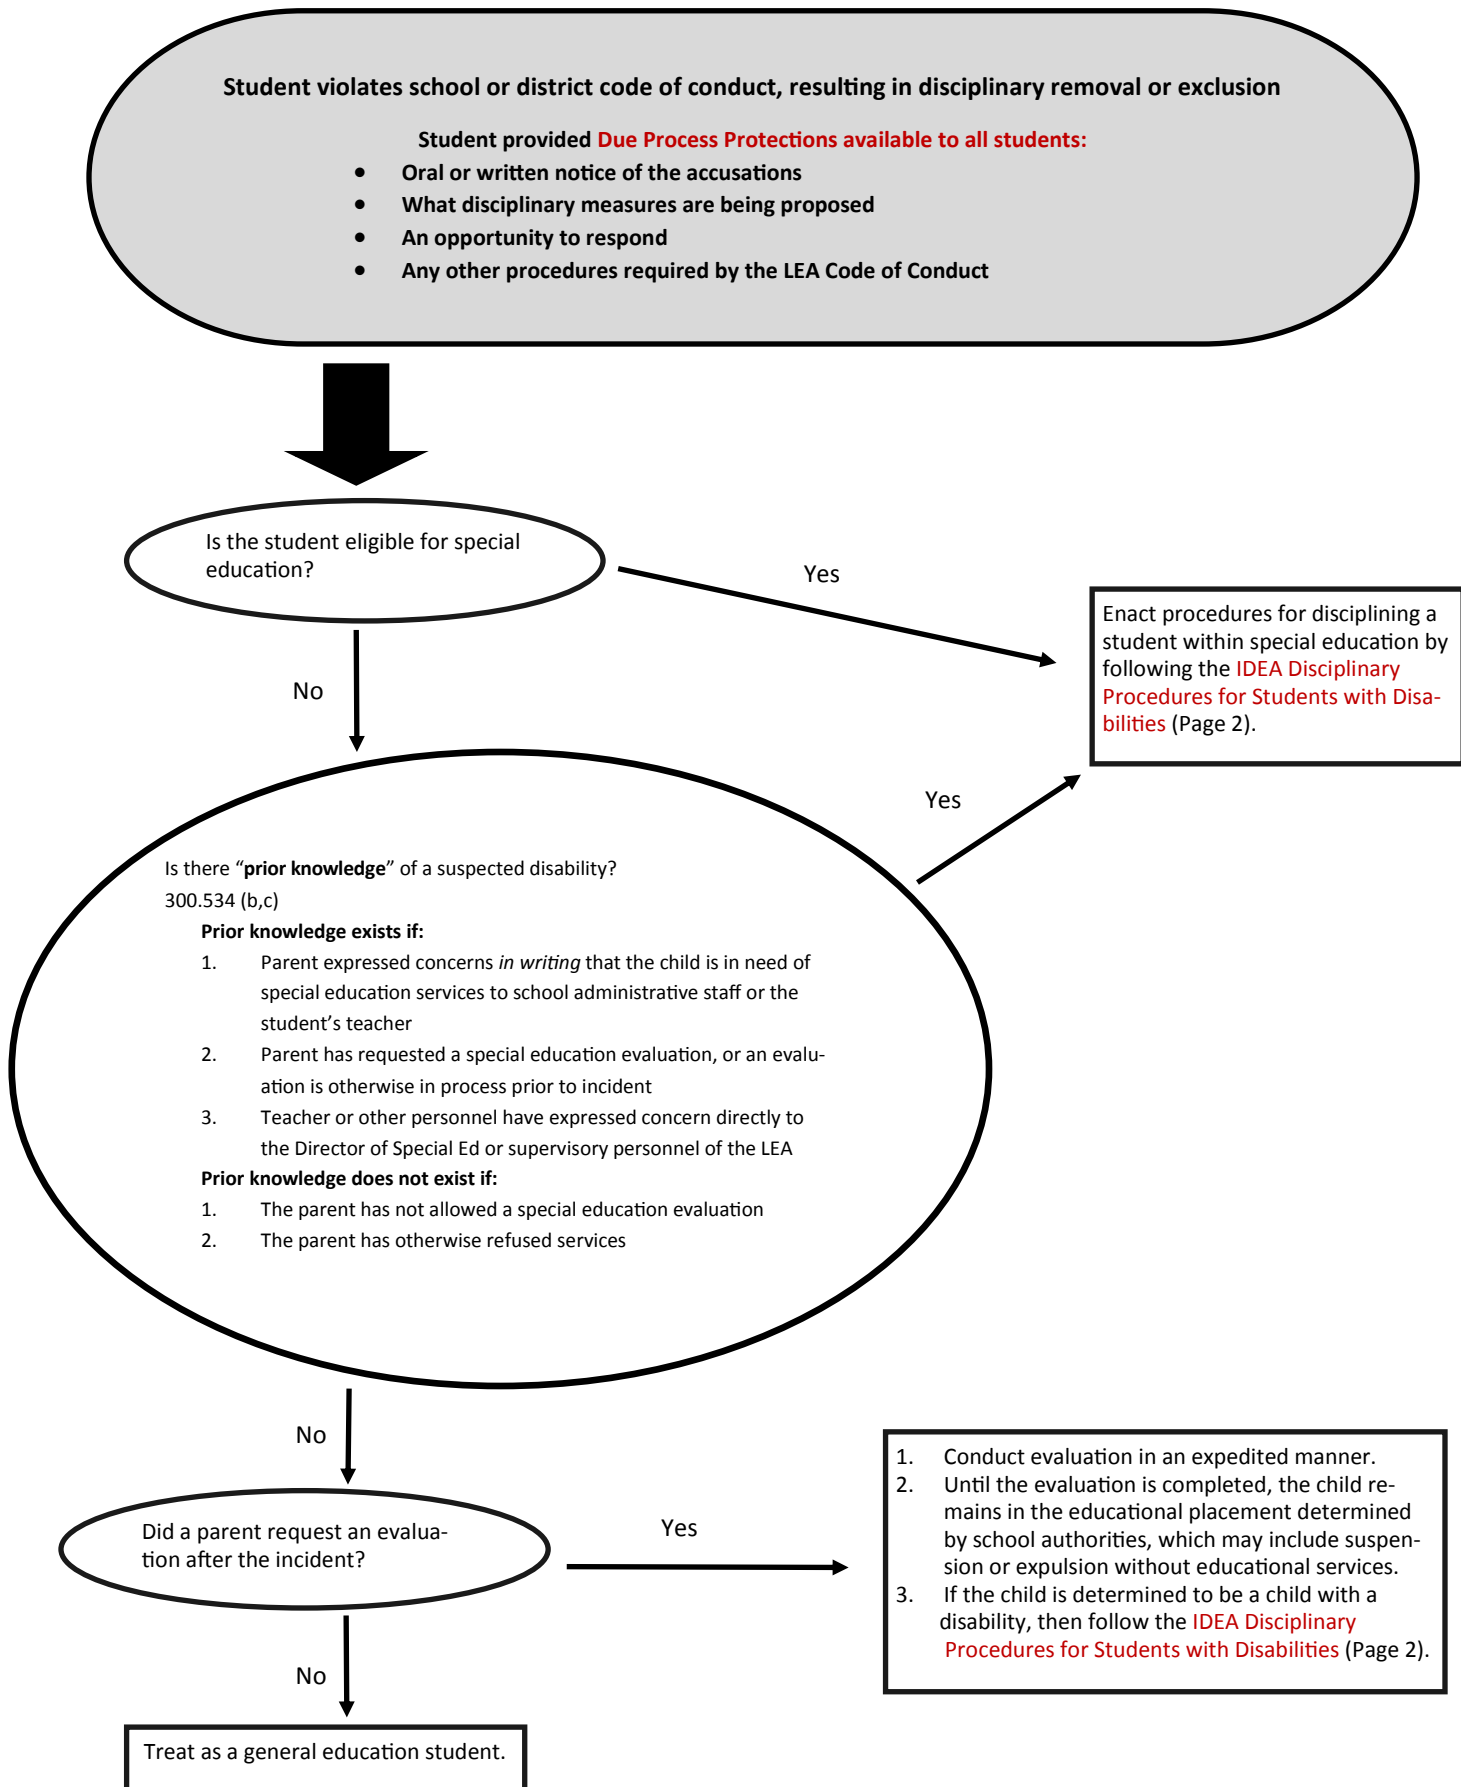 Student violates school or district code of conduct, resulting in disciplinary removal or exclusion
Student provided Due Process Protections available to all students:
• Oral or written notice of the accusations
• What disciplinary measures are being proposed
• An opportunity to respond
• Any other procedures required by the LEA Code of Conduct
Is the student eligible for special
education?
Yes
Enact procedures for disciplining a
student within special education by
following the IDEA Disciplinary
Procedures for Students with Disa-
bilities (Page 2).
No
Yes
Is there “prior knowledge” of a suspected disability?
300.534 (b,c)
Prior knowledge exists if:
1. Parent expressed concerns in writing that the child is in need of
special education services to school administrative staff or the
student’s teacher
2. Parent has requested a special education evaluation, or an evalu-
ation is otherwise in process prior to incident
3. Teacher or other personnel have expressed concern directly to
the Director of Special Ed or supervisory personnel of the LEA
Prior knowledge does not exist if:
1. The parent has not allowed a special education evaluation
2. The parent has otherwise refused services
No
Did a parent request an evalua-
tion after the incident?
Yes
1. Conduct evaluation in an expedited manner.
2. Until the evaluation is completed, the child re-
mains in the educational placement determined
by school authorities, which may include suspen-
sion or expulsion without educational services.
3. If the child is determined to be a child with a
disability, then follow the IDEA Disciplinary
Procedures for Students with Disabilities (Page 2).
No
Treat as a general education student.